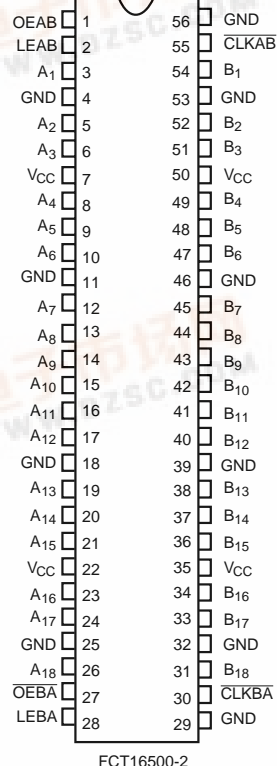 OEAB 1 56 GND
LEAB 2 55 CLKAB
A1 3 54 B1
GND 4 53 GND
A2 5 52 B2
A3 6 51 B3
VCC 7 50 VCC
A4 8 49 B4
A5 9 48 B5
A6 10 47 B6
GND 11 46 GND
A7 12 45 B7
A8 13 44 B8
A9 14 43 B9
A10 15 42 B10
A11 16 41 B11
A12 17 40 B12
GND 18 39 GND
A13 19 38 B13
A14 20 37 B14
A15 21 36 B15
VCC 22 35 VCC
A16 23 34 B16
A17 24 33 B17
GND 25 32 GND
A18 26 31 B18
OEBA 27 30 CLKBA
LEBA 28 29 GND
FCT16500-2